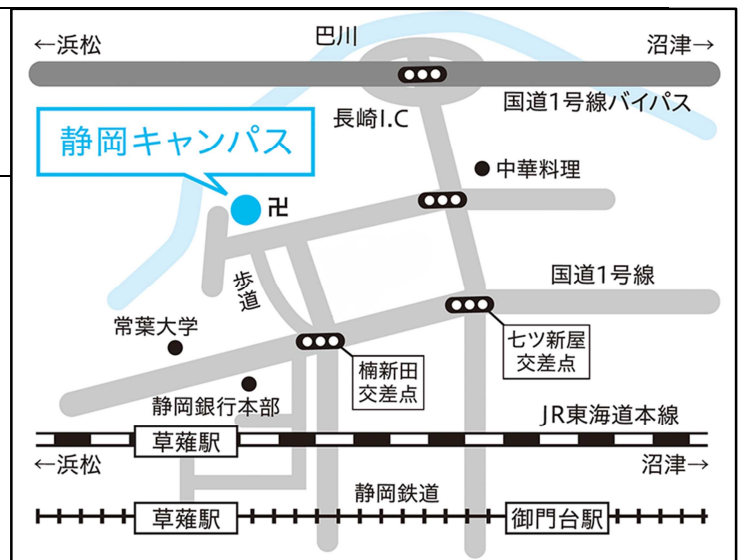 ←浜松
巴川
沼津→
国道1号線バイパス
長崎I.C
静岡キャンパス
中華料理
卍
歩道
国道1号線
常葉大学
七ツ新屋
交差点
楠新田
交差点
静岡銀行本部
JR東海道本線
草薙駅
←浜松
沼津→
静岡鉄道
草薙駅
御門台駅